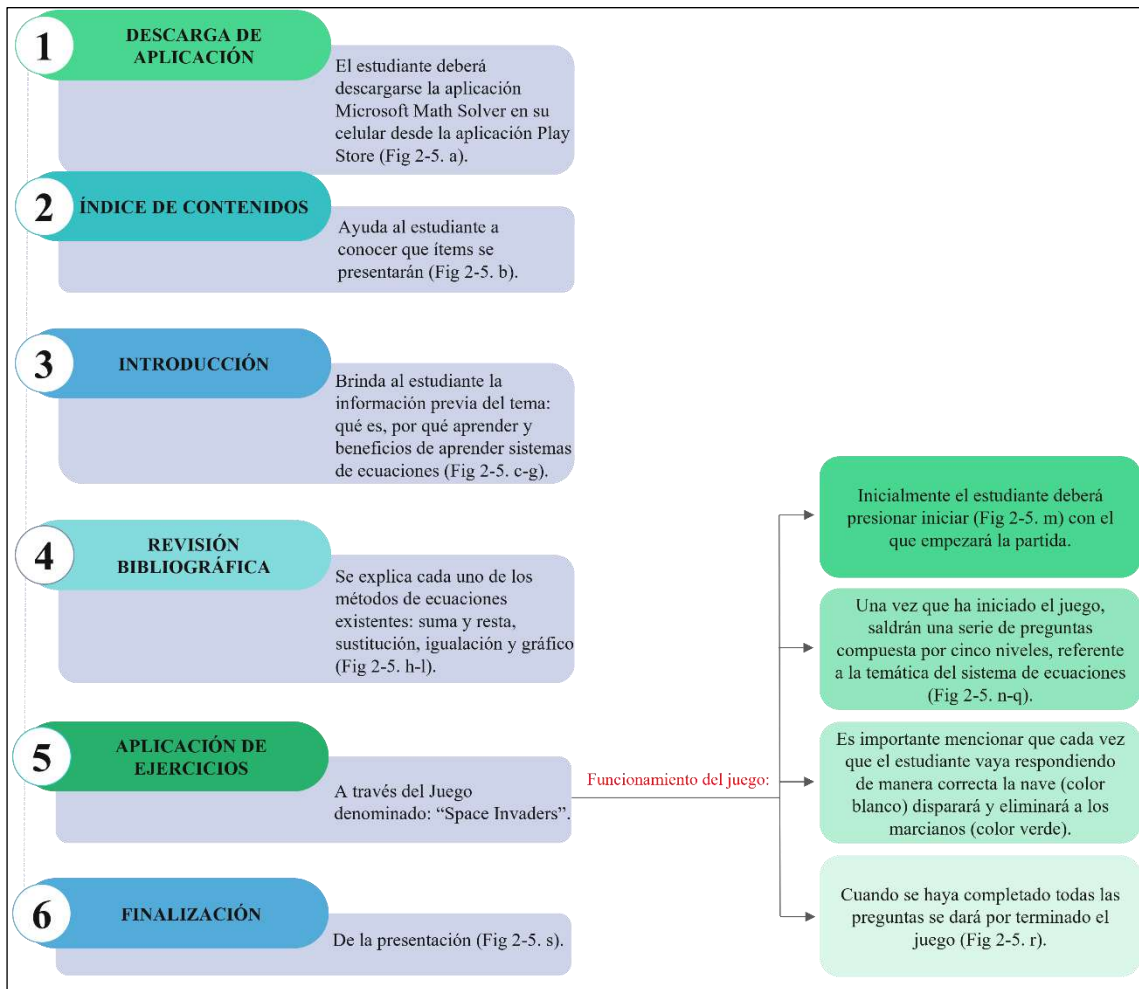 1
DESCARGA DE
APLICACIÓN
El estudiante deberá
descargarse la aplicación
Microsoft Math Solver en su
celular desde la aplicación Play
Store (Fig 2-5. a).
2
ÍNDICE DE CONTENIDOS
Ayuda al estudiante a
conocer que ítems se
presentarán (Fig 2-5. b).
3
INTRODUCCIÓN
Brinda al estudiante la
información previa del tema:
qué es, por qué aprender y
beneficios de aprender sistemas
de ecuaciones (Fig 2-5. c-g).
4
REVISIÓN
BIBLIOGRÁFICA
Se explica cada uno de los
métodos de ecuaciones
existentes: suma y resta,
sustitución, igualación y gráfico
(Fig 2-5. h-l).
5
APLICACIÓN DE
EJERCICIOS
A través del Juego
denominado: “Space Invaders”.
Funcionamiento del juego:
Inicialmente el estudiante deberá
presionar iniciar (Fig 2-5. m) con el
que empezará la partida.
Una vez que ha iniciado el juego,
saldrán una serie de preguntas
compuesta por cinco niveles, referente
a la temática del sistema de ecuaciones
(Fig 2-5. n-q).
Es importante mencionar que cada vez
que el estudiante vaya respondiendo
de manera correcta la nave (color
blanco) disparará y eliminará a los
marcianos (color verde).
Cuando se haya completado todas las
preguntas se dará por terminado el
juego (Fig 2-5. r).
6
FINALIZACIÓN
De la presentación (Fig 2-5. s).